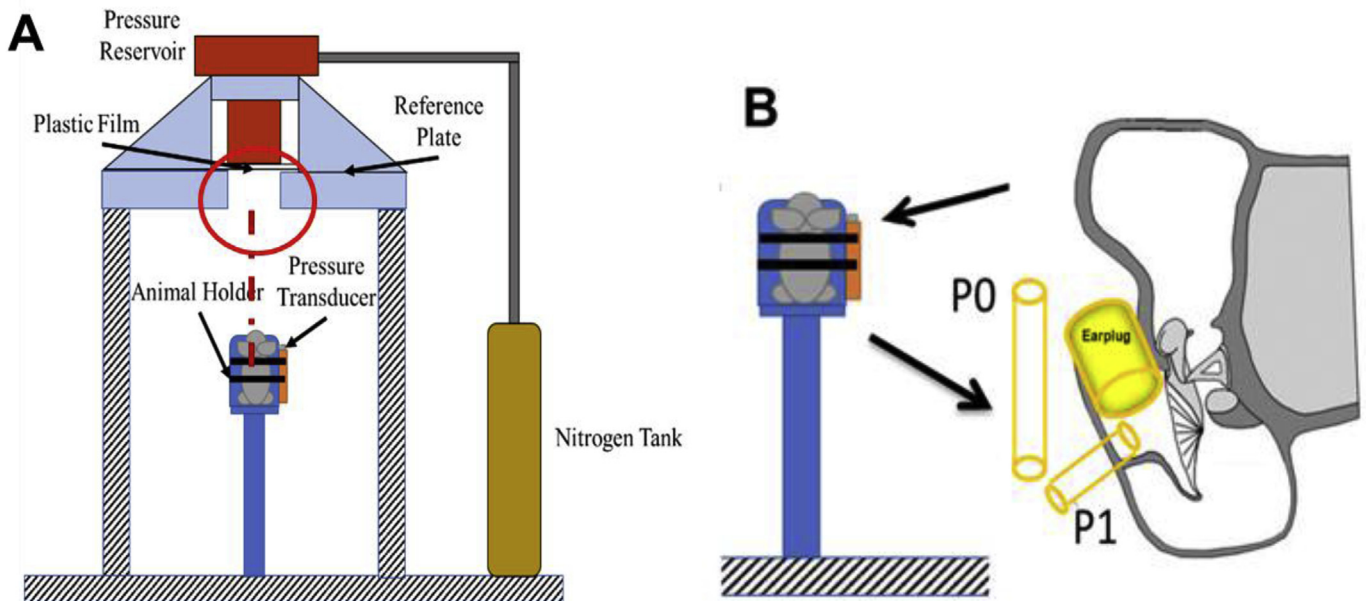 A
Pressure
Reservoir
Plastic Film
Reference
Plate
Animal Holder
Pressure
Transducer
Nitrogen Tank
B
P0
Earplug
P1